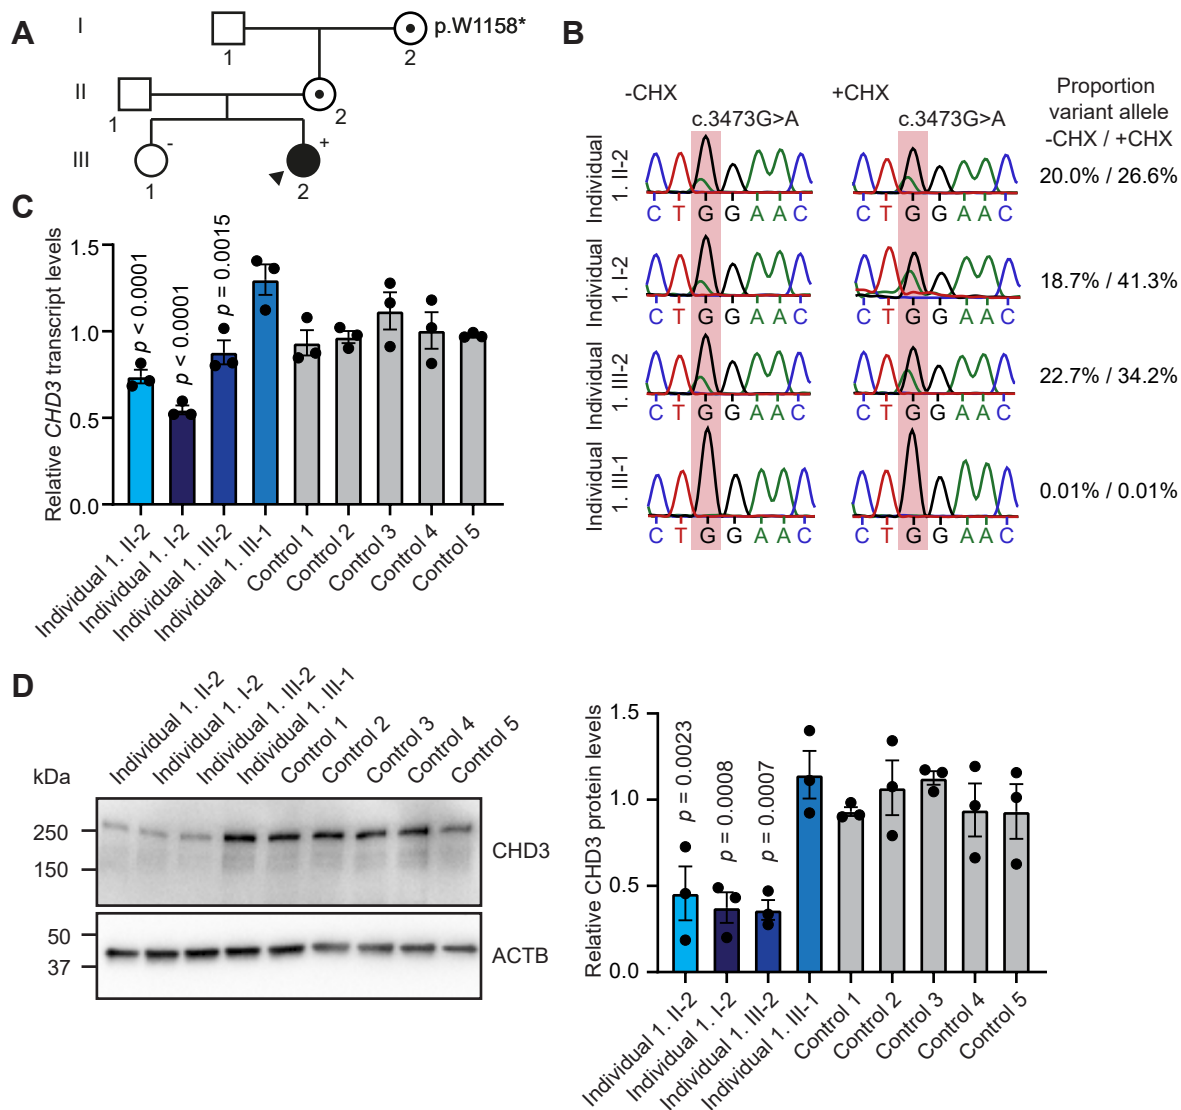 A
I
1
2
p.W1158*
II
1
2
III
-
+
1
2
B
-CHX
+CHX
Proportion
variant allele
-CHX / +CHX
c.3473G>A
c.3473G>A
Individual
1. II-2
C T G G A A C
C T G G A A C
20.0% / 26.6%
Individual
1. I-2
C T G G A A C
C T G G A A C
18.7% / 41.3%
Individual
1. III-2
C T G G A A C
C T G G A A C
22.7% / 34.2%
Individual
1. III-1
C T G G A A C
C T G G A A C
0.01% / 0.01%
C
Relative CHD3 transcript levels
1.5
1.0
0.5
0.0
p < 0.0001
p < 0.0001
p = 0.0015
Individual 1. II-2
Individual 1. I-2
Individual 1. III-2
Individual 1. III-1
Control 1
Control 2
Control 3
Control 4
Control 5
D
Individual 1. II-2
Individual 1. I-2
Individual 1. III-2
Individual 1. III-1
Control 1
Control 2
Control 3
Control 4
Control 5
kDa
250
150
CHD3
50
37
ACTB
Relative CHD3 protein levels
1.5
1.0
0.5
0.0
p = 0.0023
p = 0.0008
p = 0.0007
Individual 1. II-2
Individual 1. I-2
Individual 1. III-2
Individual 1. III-1
Control 1
Control 2
Control 3
Control 4
Control 5